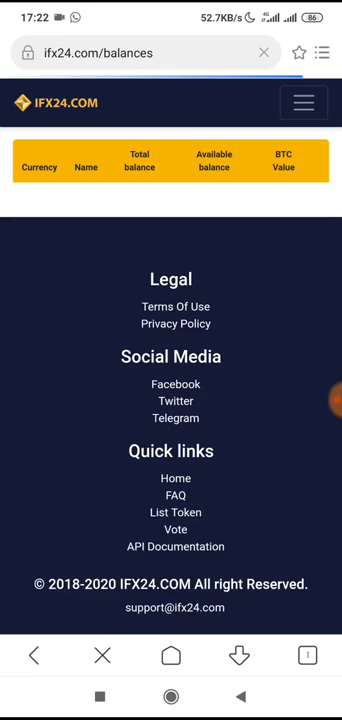 17:22 52.7KB/s 4G 86
ifx24.com/balances
IFX24.COM
Currency Name Total balance Available balance BTC Value
Legal
Terms Of Use
Privacy Policy
Social Media
Facebook
Twitter
Telegram
Quick links
Home
FAQ
List Token
Vote
API Documentation
© 2018-2020 IFX24.COM All right Reserved.
support@ifx24.com
1